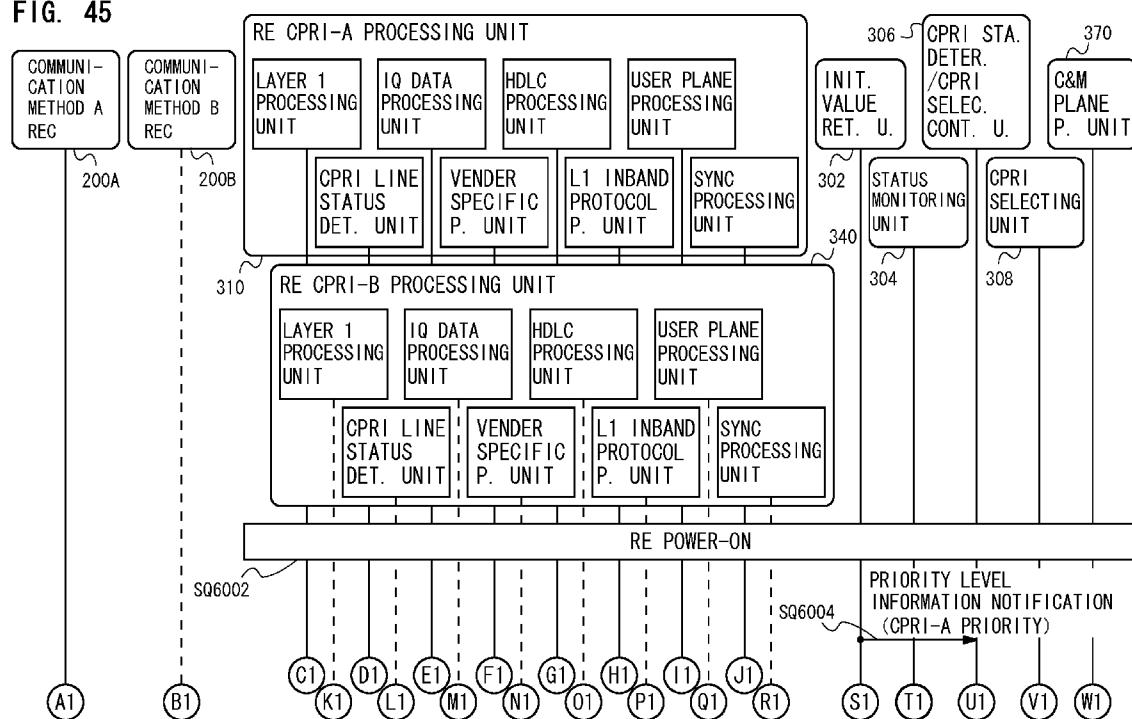 FIG. 45
COMMUNI-
CATION
METHOD A
REC
200A
COMMUNI-
CATION
METHOD B
REC
200B
RE CPRI-A PROCESSING UNIT
LAYER 1
PROCESSING
UNIT
IQ DATA
PROCESSING
UNIT
HDLC
PROCESSING
UNIT
USER PLANE
PROCESSING
UNIT
CPRI LINE
STATUS
DET. UNIT
VENDER
SPECIFIC
P. UNIT
L1 INBAND
PROTOCOL
P. UNIT
SYNC
PROCESSING
UNIT
310
RE CPRI-B PROCESSING UNIT
340
LAYER 1
PROCESSING
UNIT
IQ DATA
PROCESSING
UNIT
HDLC
PROCESSING
UNIT
USER PLANE
PROCESSING
UNIT
CPRI LINE
STATUS
DET. UNIT
VENDER
SPECIFIC
P. UNIT
L1 INBAND
PROTOCOL
P. UNIT
SYNC
PROCESSING
UNIT
INIT.
VALUE
RET. U.
302
STATUS
MONITORING
UNIT
304
306
CPRI STA.
DETER.
/CPRI
SELEC.
CONT. U.
CPRI
SELECTING
UNIT
308
370
C&M
PLANE
P. UNIT
RE POWER-ON
SQ6002
PRIORITY LEVEL
INFORMATION NOTIFICATION
(CPRI-A PRIORITY)
SQ6004
A1
B1
C1
K1
D1
L1
E1
M1
F1
N1
G1
O1
H1
P1
I1
Q1
J1
R1
S1
T1
U1
V1
W1